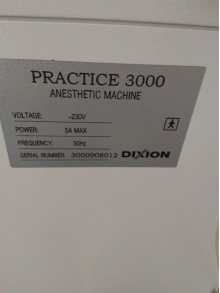 PRACTICE 3000
ANESTHETIC MACHINE
VOLTAGE: ~230V
POWER: 5A MAX
FREQUENCY: 50Hz
SERIAL NUMBER: 3000908012 DIXION